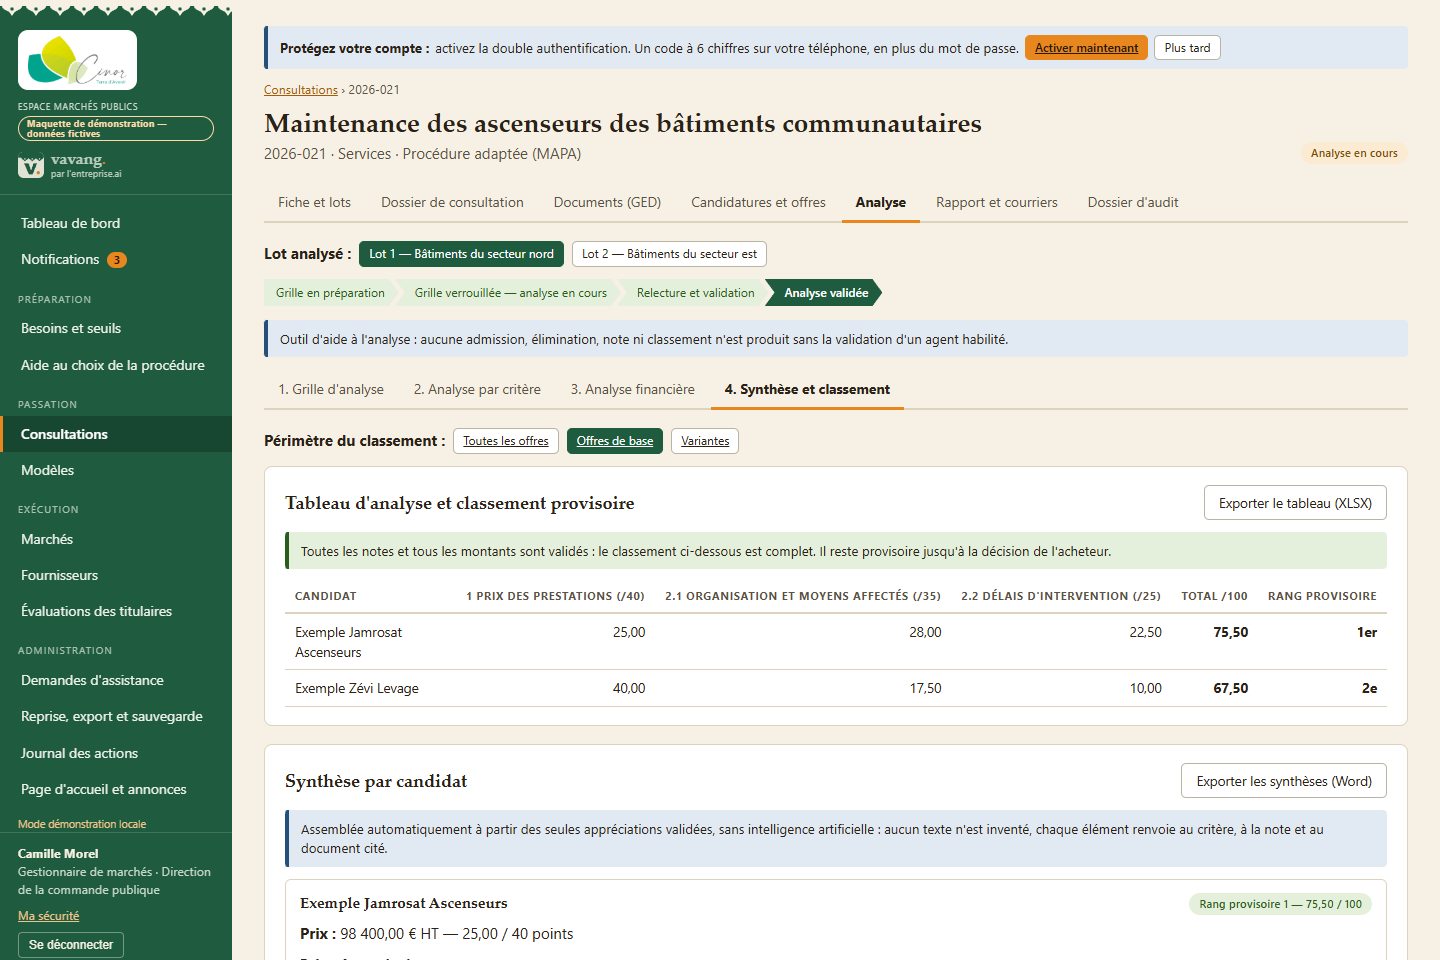 Cinor
ESPACE MARCHÉS PUBLICS
Maquette de démonstration —
données fictives
vavang.
par l'entreprise.ai
Tableau de bord
Notifications 3
PRÉPARATION
Besoins et seuils
Aide au choix de la procédure
PASSATION
Consultations
Modèles
EXÉCUTION
Marchés
Fournisseurs
Évaluations des titulaires
ADMINISTRATION
Demandes d'assistance
Reprise, export et sauvegarde
Journal des actions
Page d'accueil et annonces
Mode démonstration locale
Camille Morel
Gestionnaire de marchés · Direction
de la commande publique
Ma sécurité
Se déconnecter
Protégez votre compte : activez la double authentification. Un code à 6 chiffres sur votre téléphone, en plus du mot de passe. Activer maintenant Plus tard
Consultations › 2026-021
Maintenance des ascenseurs des bâtiments communautaires
2026-021 · Services · Procédure adaptée (MAPA)
Analyse en cours
Fiche et lots Dossier de consultation Documents (GED) Candidatures et offres Analyse Rapport et courriers Dossier d'audit
Lot analysé : Lot 1 — Bâtiments du secteur nord Lot 2 — Bâtiments du secteur est
Grille en préparation Grille verrouillée — analyse en cours Relecture et validation Analyse validée
Outil d'aide à l'analyse : aucune admission, élimination, note ni classement n'est produit sans la validation d'un agent habilité.
1. Grille d'analyse 2. Analyse par critère 3. Analyse financière 4. Synthèse et classement
Périmètre du classement : Toutes les offres Offres de base Variantes
Tableau d'analyse et classement provisoire
Exporter le tableau (XLSX)
Toutes les notes et tous les montants sont validés : le classement ci-dessous est complet. Il reste provisoire jusqu'à la décision de l'acheteur.
CANDIDAT 1 PRIX DES PRESTATIONS (/40) 2.1 ORGANISATION ET MOYENS AFFECTÉS (/35) 2.2 DÉLAIS D'INTERVENTION (/25) TOTAL /100 RANG PROVISOIRE
Exemple Jamrosat
Ascenseurs
25,00 28,00 22,50 75,50 1er
Exemple Zévi Levage 40,00 17,50 10,00 67,50 2e
Synthèse par candidat
Exporter les synthèses (Word)
Assemblée automatiquement à partir des seules appréciations validées, sans intelligence artificielle : aucun texte n'est inventé, chaque élément renvoie au critère, à la note et au
document cité.
Exemple Jamrosat Ascenseurs
Rang provisoire 1 — 75,50 / 100
Prix : 98 400,00 € HT — 25,00 / 40 points